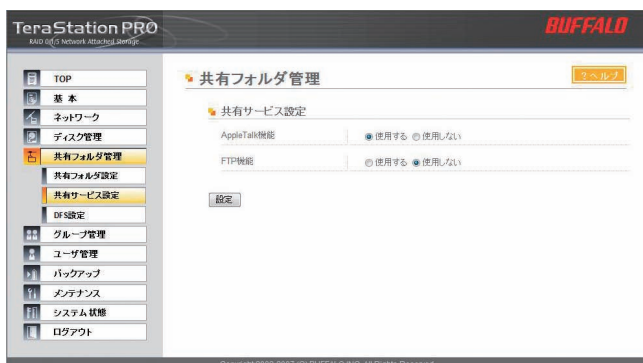 TeraStation PRO
RAID 0/1/5 Network Attached Storage
BUFFALO
TOP
基本
ネットワーク
ディスク管理
共有フォルダ管理
共有フォルダ設定
共有サービス設定
DFS設定
グループ管理
ユーザ管理
バックアップ
メンテナンス
システム状態
ログアウト
共有フォルダ管理
?ヘルプ
共有サービス設定
AppleTalk機能
使用する 使用しない
FTP機能
使用する 使用しない
設定